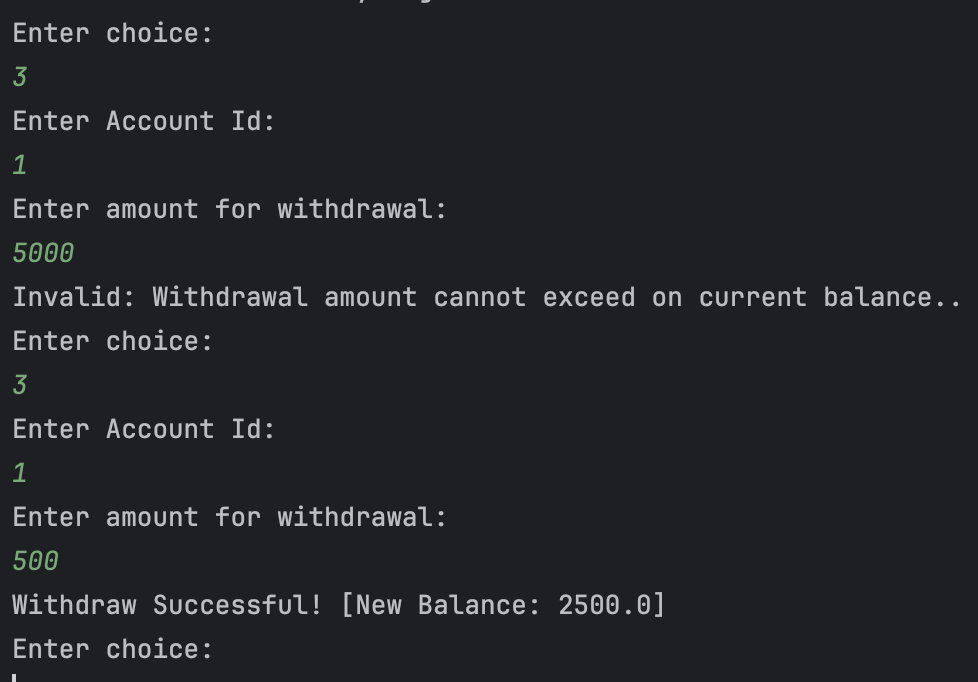 Enter choice:
3
Enter Account Id:
1
Enter amount for withdrawal:
5000
Invalid: Withdrawal amount cannot exceed on current balance..
Enter choice:
3
Enter Account Id:
1
Enter amount for withdrawal:
500
Withdraw Successful! [New Balance: 2500.0]
Enter choice: